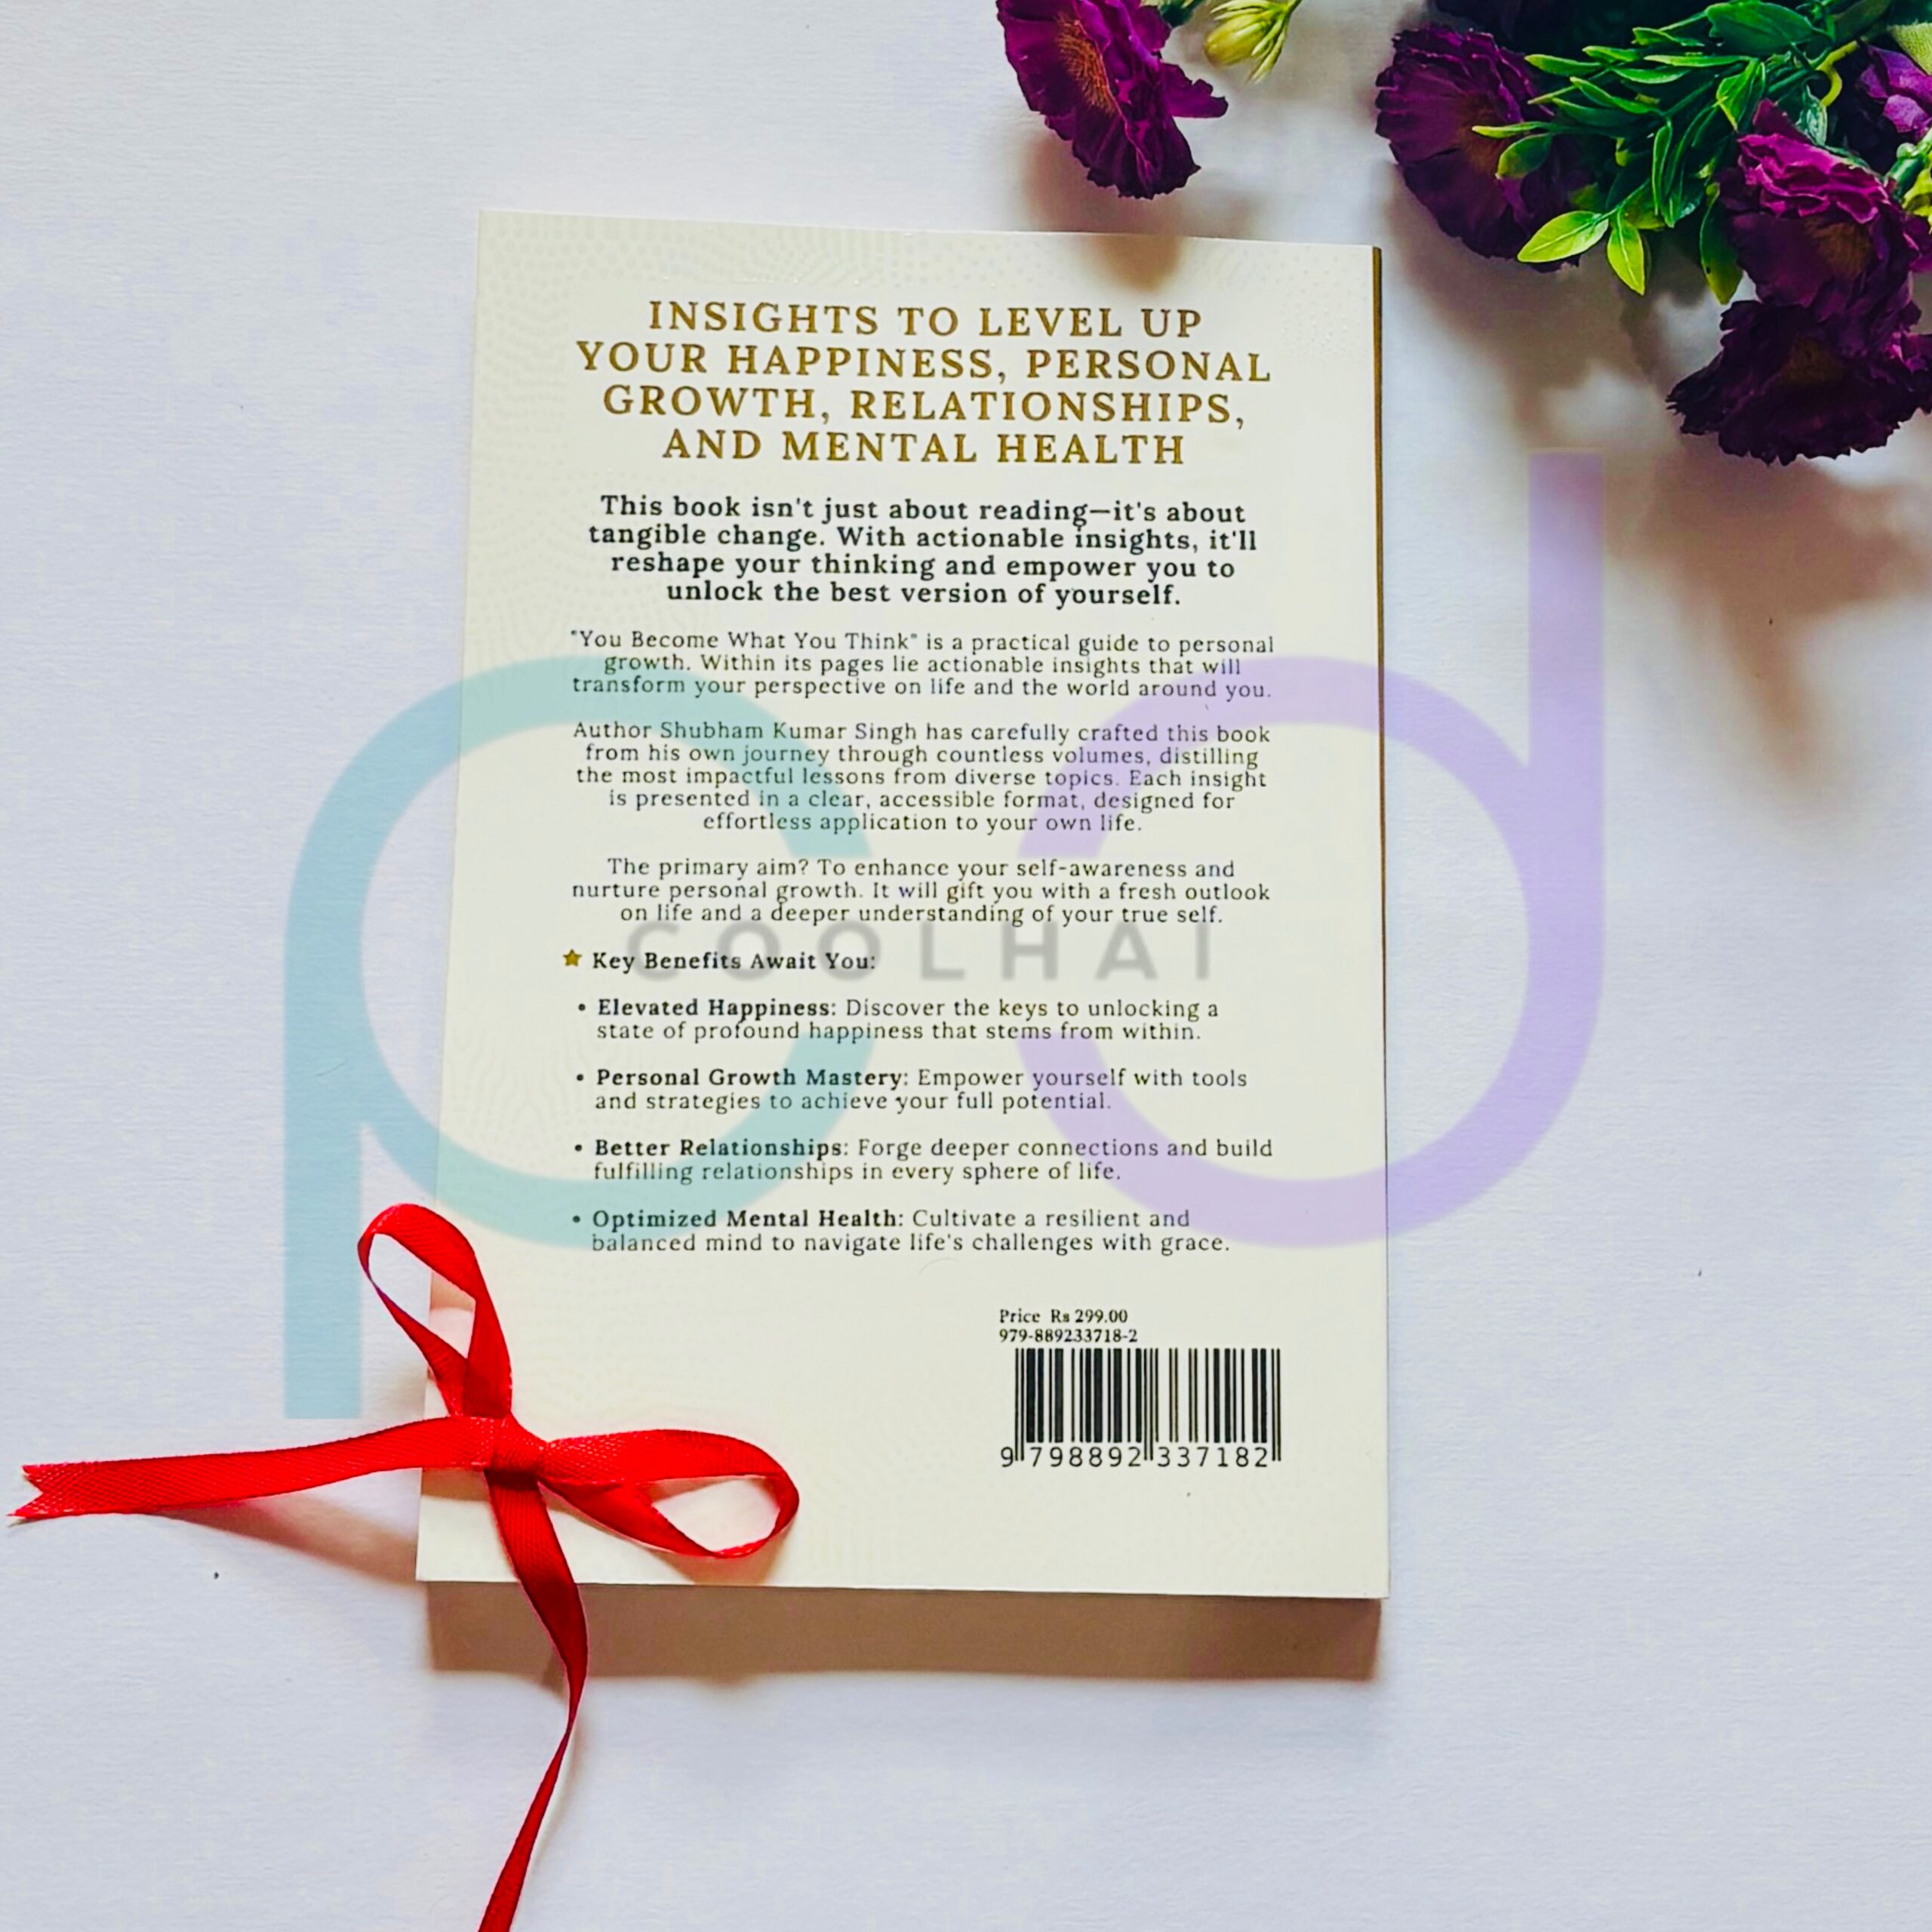 INSIGHTS TO LEVEL UP
YOUR HAPPINESS, PERSONAL
GROWTH, RELATIONSHIPS,
AND MENTAL HEALTH
This book isn't just about reading—it's about
tangible change. With actionable insights, it'll
reshape your thinking and empower you to
unlock the best version of yourself.
"You Become What You Think" is a practical guide to personal
growth. Within its pages lie actionable insights that will
transform your perspective on life and the world around you.
Author Shubham Kumar Singh has carefully crafted this book
from his own journey through countless volumes, distilling
the most impactful lessons from diverse topics. Each insight
is presented in a clear, accessible format, designed for
effortless application to your own life.
The primary aim? To enhance your self-awareness and
nurture personal growth. It will gift you with a fresh outlook
on life and a deeper understanding of your true self.
COOLHAI
Key Benefits Await You:
• Elevated Happiness: Discover the keys to unlocking a
state of profound happiness that stems from within.
• Personal Growth Mastery: Empower yourself with tools
and strategies to achieve your full potential.
• Better Relationships: Forge deeper connections and build
fulfilling relationships in every sphere of life.
• Optimized Mental Health: Cultivate a resilient and
balanced mind to navigate life's challenges with grace.
Price Rs 299.00
979-889233718-2
9 798892 337182